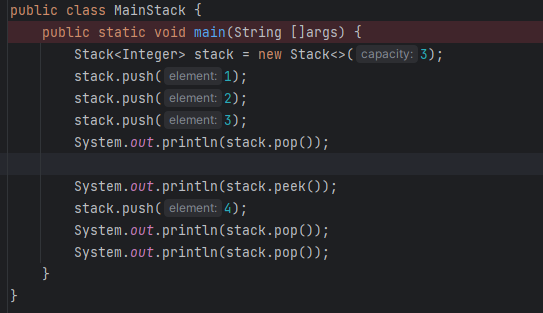 public class MainStack {
    public static void main(String []args) {
        Stack<Integer> stack = new Stack<>( capacity: 3);
        stack.push( element: 1);
        stack.push( element: 2);
        stack.push( element: 3);
        System.out.println(stack.pop());

        System.out.println(stack.peek());
        stack.push( element: 4);
        System.out.println(stack.pop());
        System.out.println(stack.pop());
    }
}